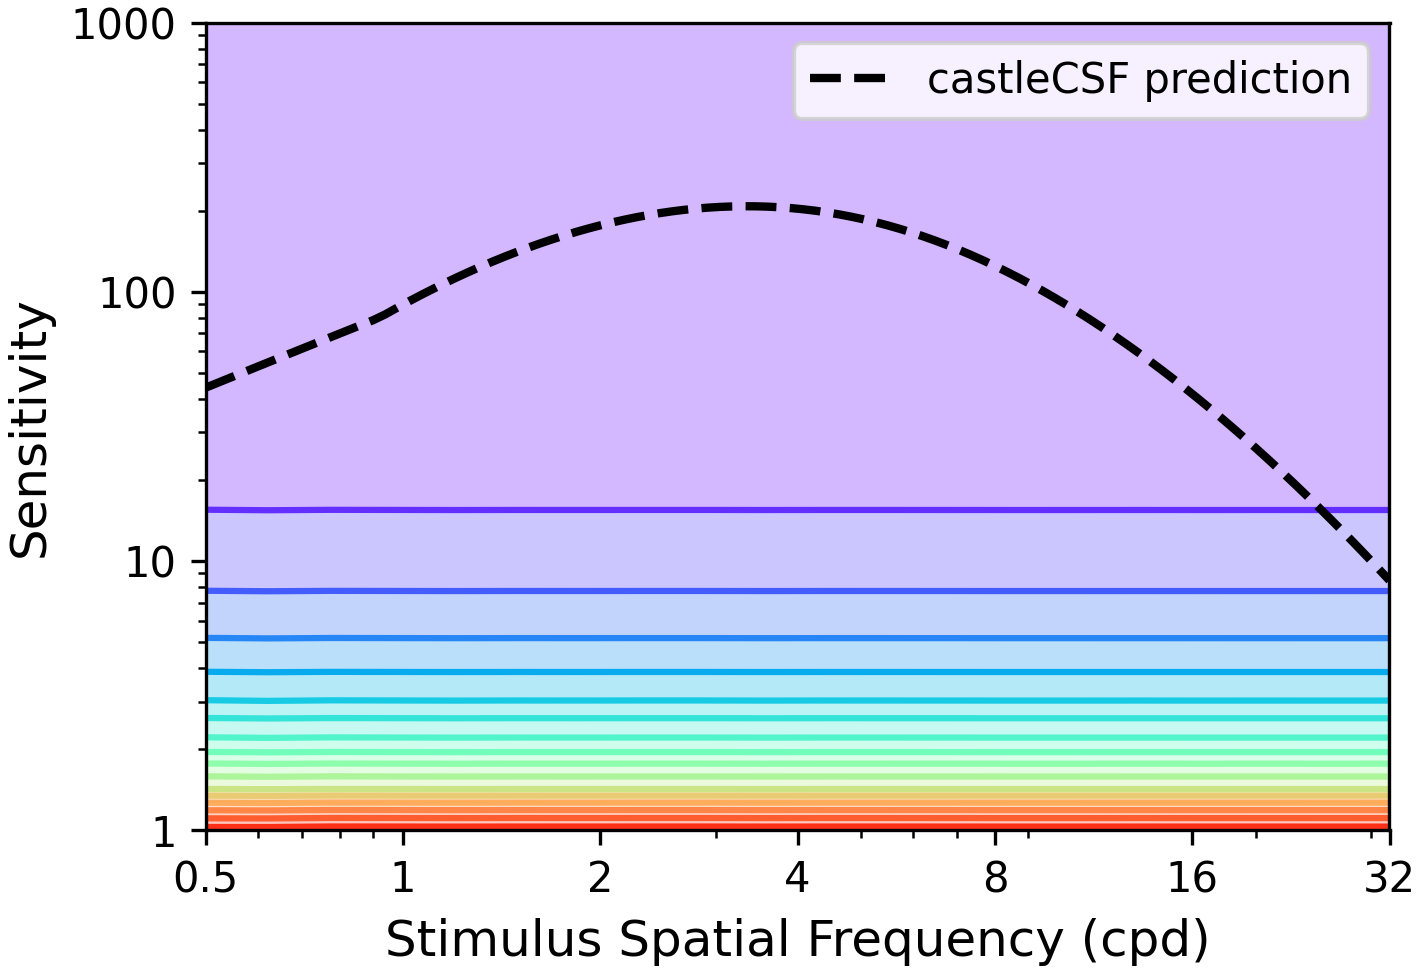 1000
100
10
1
Sensitivity
castleCSF prediction
0.5 1 2 4 8 16 32
Stimulus Spatial Frequency (cpd)